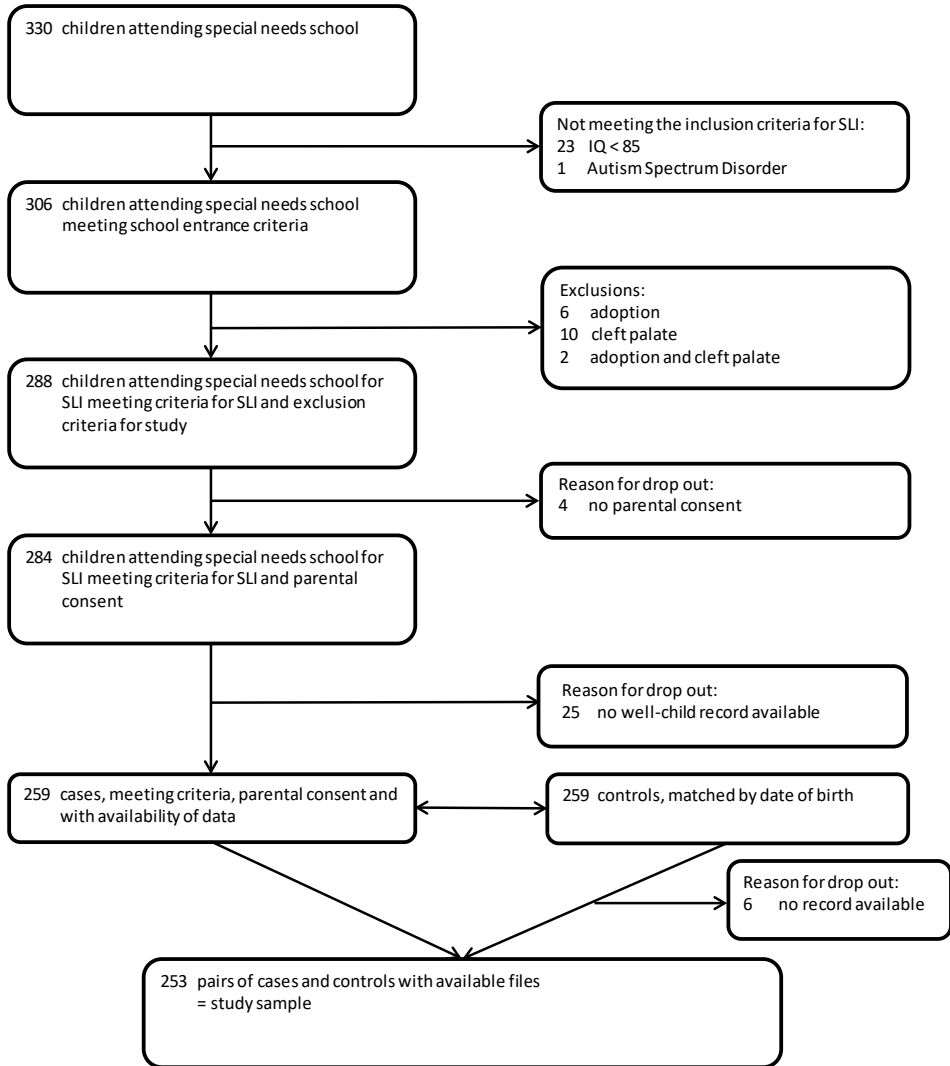 330 children attending special needs school
Not meeting the inclusion criteria for SLI:
23 IQ < 85
1 Autism Spectrum Disorder
306 children attending special needs school
meeting school entrance criteria
Exclusions:
6 adoption
10 cleft palate
2 adoption and cleft palate
288 children attending special needs school for
SLI meeting criteria for SLI and exclusion
criteria for study
Reason for drop out:
4 no parental consent
284 children attending special needs school for
SLI meeting criteria for SLI and parental
consent
Reason for drop out:
25 no well-child record available
259 cases, meeting criteria, parental consent and
with availability of data
259 controls, matched by date of birth
Reason for drop out:
6 no record available
253 pairs of cases and controls with available files
= study sample